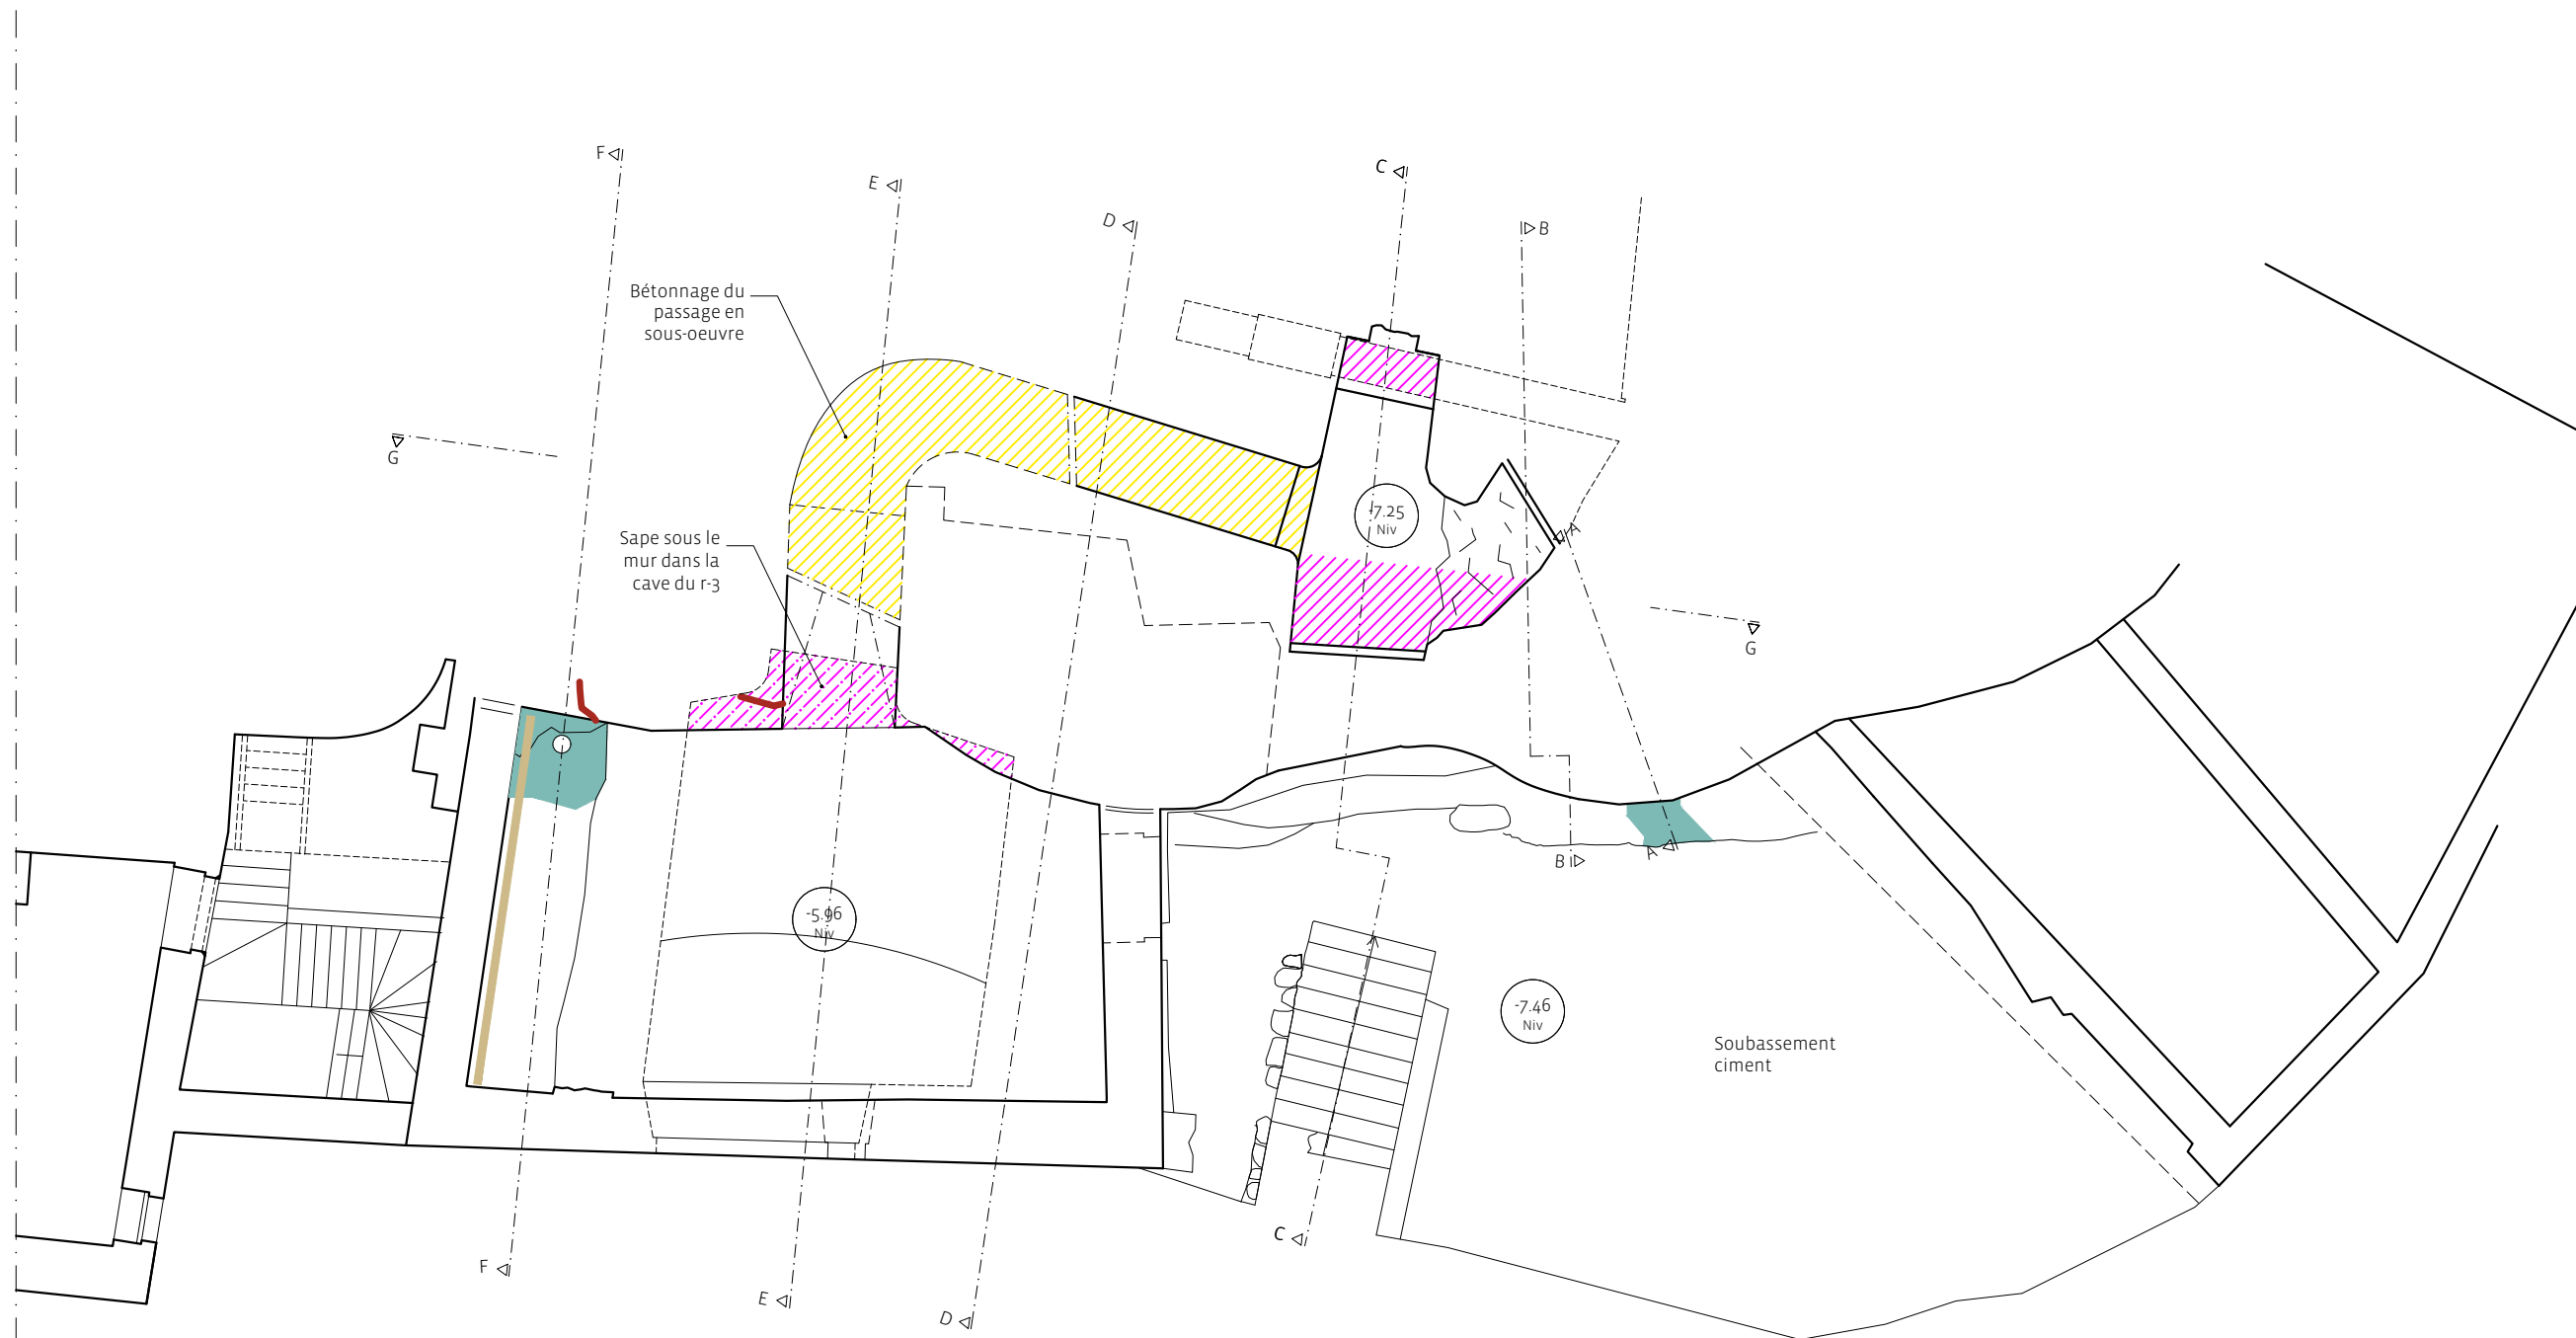 F
E
C
D
B
Bétonnage du
passage en
sous-oeuvre
G
-7.25
Niv
A
Sape sous le
mur dans la
cave du r-3
G
B
A
-5.96
Niv
-7.46
Niv
Soubassement
ciment
C
F
E
D